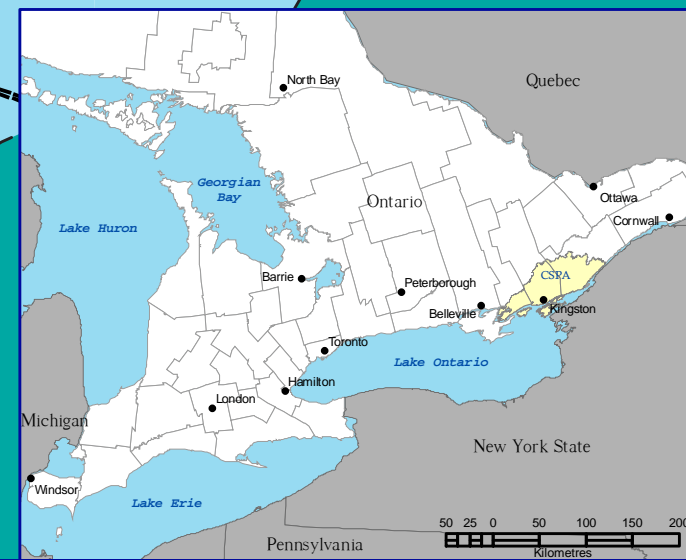 North Bay
Quebec
Georgian
Bay
Ontario
Ottawa
Cornwall
Lake Huron
CSPA
Barrie
Peterborough
Belleville
Kingston
Toronto
Lake Ontario
Hamilton
London
Michigan
New York State
Windsor
Lake Erie
Pennsylvania
50 25 0 50 100 150 200
Kilometres